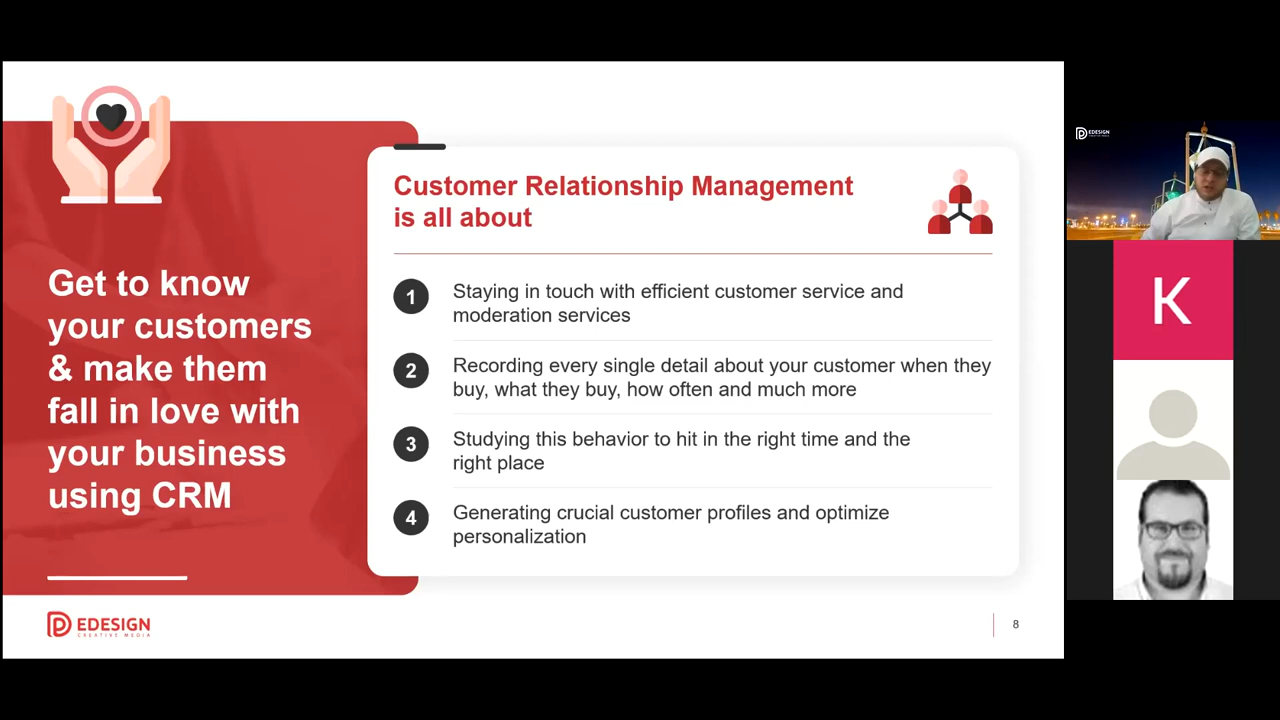 Get to know
your customers
& make them
fall in love with
your business
using CRM
Customer Relationship Management
is all about
1
Staying in touch with efficient customer service and
moderation services
2
Recording every single detail about your customer when they
buy, what they buy, how often and much more
3
Studying this behavior to hit in the right time and the
right place
4
Generating crucial customer profiles and optimize
personalization
EDESIGN
CREATIVE MEDIA
8
EDESIGN
CREATIVE MEDIA
K